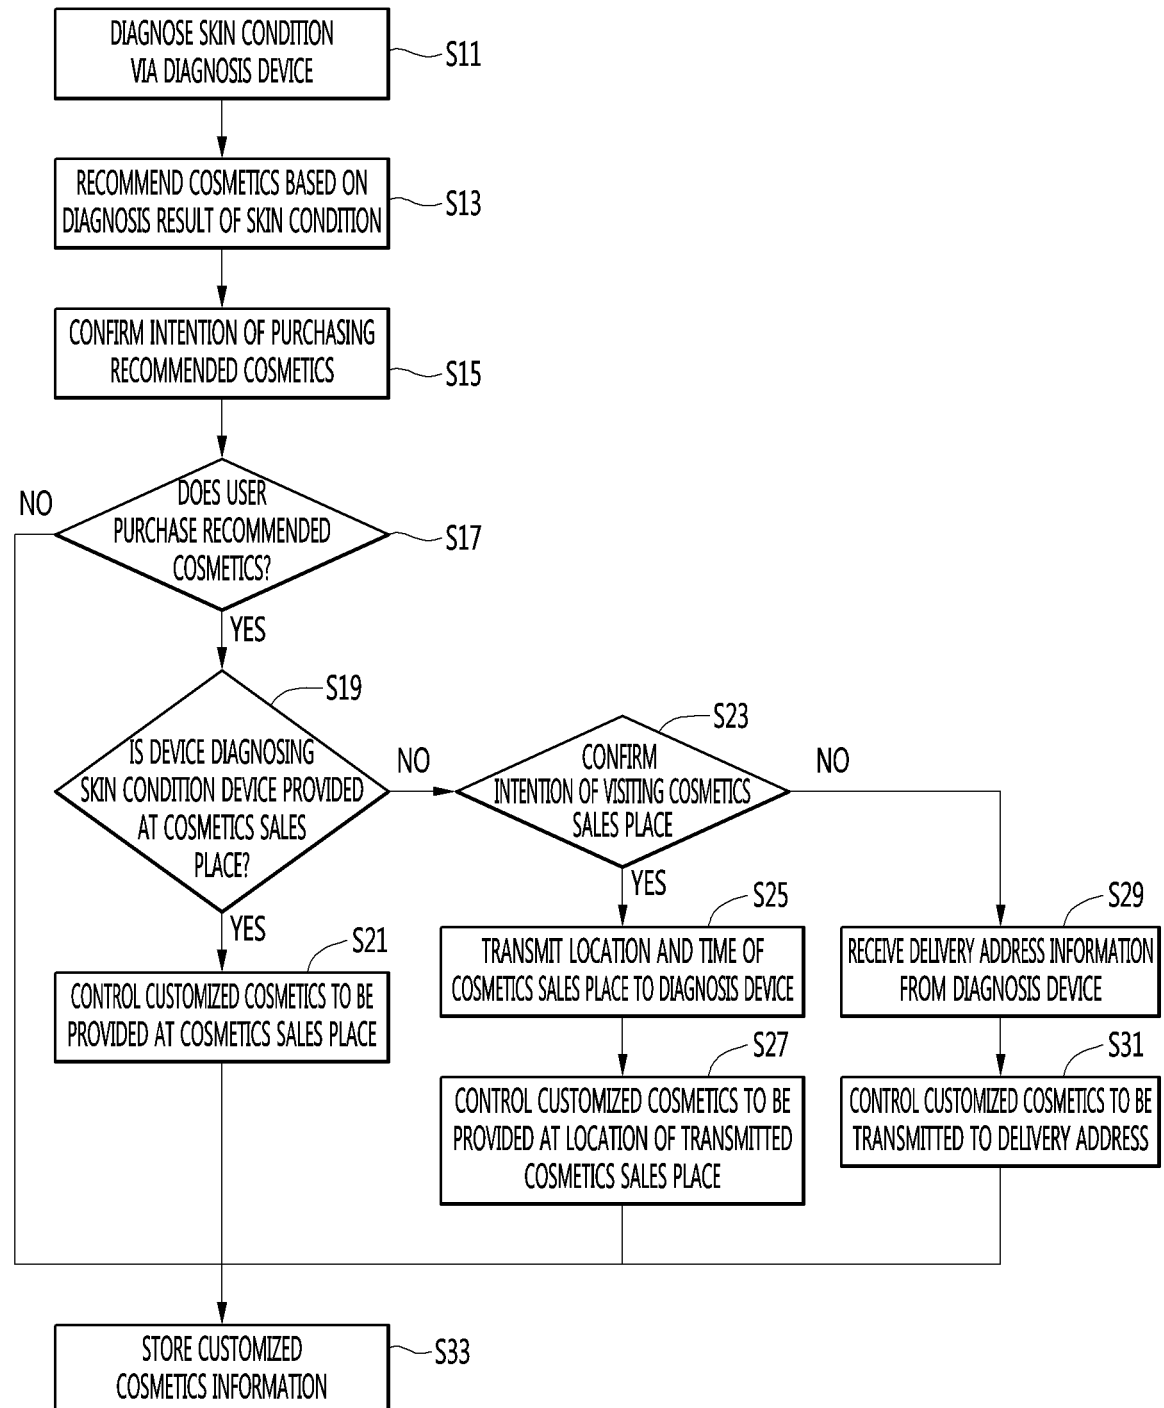 DIAGNOSE SKIN CONDITION
VIA DIAGNOSIS DEVICE
S11
RECOMMEND COSMETICS BASED ON
DIAGNOSIS RESULT OF SKIN CONDITION
S13
CONFIRM INTENTION OF PURCHASING
RECOMMENDED COSMETICS
S15
NO
DOES USER
PURCHASE RECOMMENDED
COSMETICS?
S17
YES
S19
IS DEVICE DIAGNOSING
SKIN CONDITION DEVICE PROVIDED
AT COSMETICS SALES
PLACE?
NO
S23
CONFIRM
INTENTION OF VISITING COSMETICS
SALES PLACE
NO
YES
S21
CONTROL CUSTOMIZED COSMETICS TO BE
PROVIDED AT COSMETICS SALES PLACE
YES
S25
TRANSMIT LOCATION AND TIME OF
COSMETICS SALES PLACE TO DIAGNOSIS DEVICE
S27
CONTROL CUSTOMIZED COSMETICS TO BE
PROVIDED AT LOCATION OF TRANSMITTED
COSMETICS SALES PLACE
S29
RECEIVE DELIVERY ADDRESS INFORMATION
FROM DIAGNOSIS DEVICE
S31
CONTROL CUSTOMIZED COSMETICS TO BE
TRANSMITTED TO DELIVERY ADDRESS
STORE CUSTOMIZED
COSMETICS INFORMATION
S33